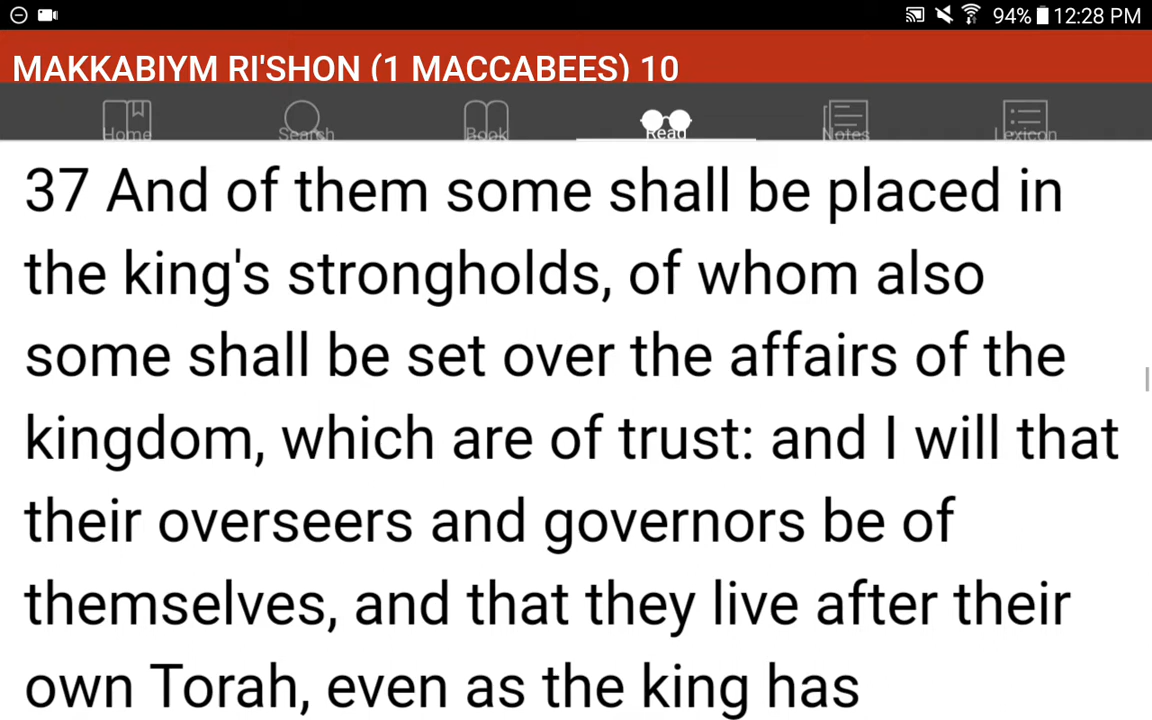 94% 12:28 PM
MAKKABIYM RI'SHON (1 MACCABEES) 10
Home Search Book Read Notes Lexicon
37 And of them some shall be placed in
the king's strongholds, of whom also
some shall be set over the affairs of the
kingdom, which are of trust: and I will that
their overseers and governors be of
themselves, and that they live after their
own Torah, even as the king has